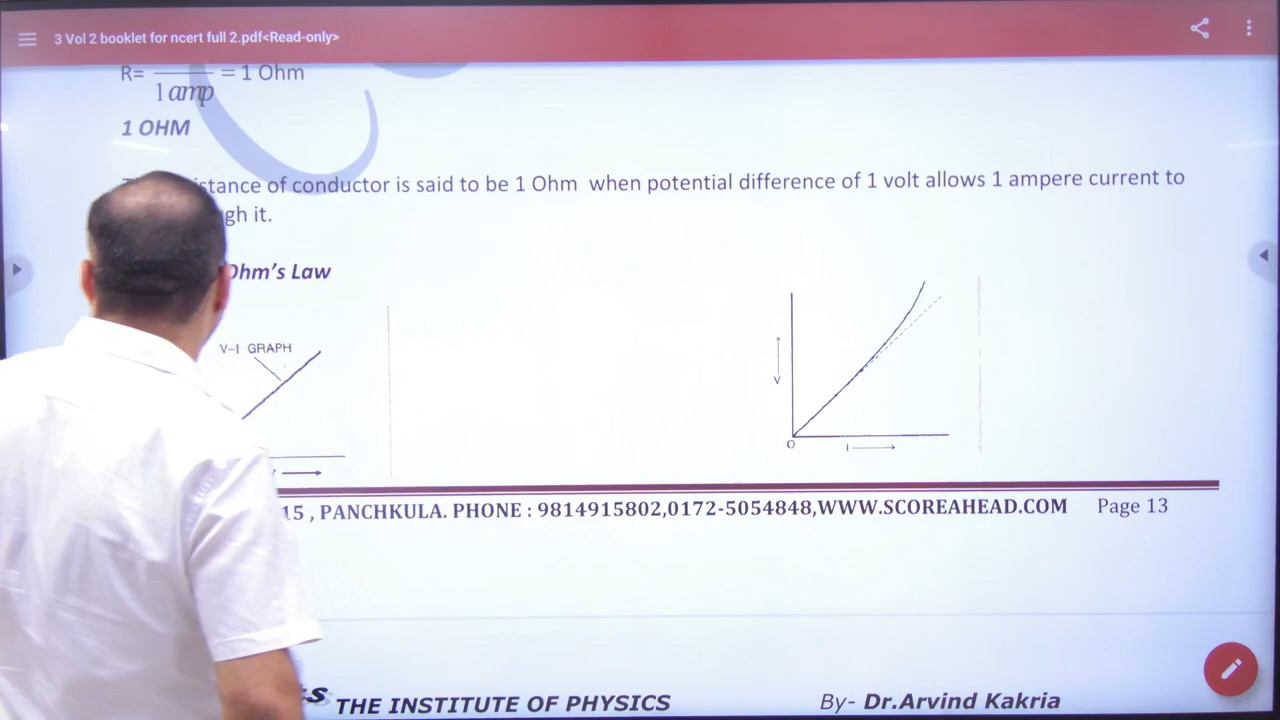 3 Vol 2 booklet for ncert full 2.pdf<Read-only>
R= = 1 Ohm
1 amp
1 OHM
of conductor is said to be 1 Ohm when potential difference of 1 volt allows 1 ampere current to
it.
Ohm's Law
V–I GRAPH
V
O
I
15 , PANCHKULA. PHONE : 9814915802,0172-5054848,WWW.SCOREAHEAD.COM Page 13
THE INSTITUTE OF PHYSICS By- Dr.Arvind Kakria